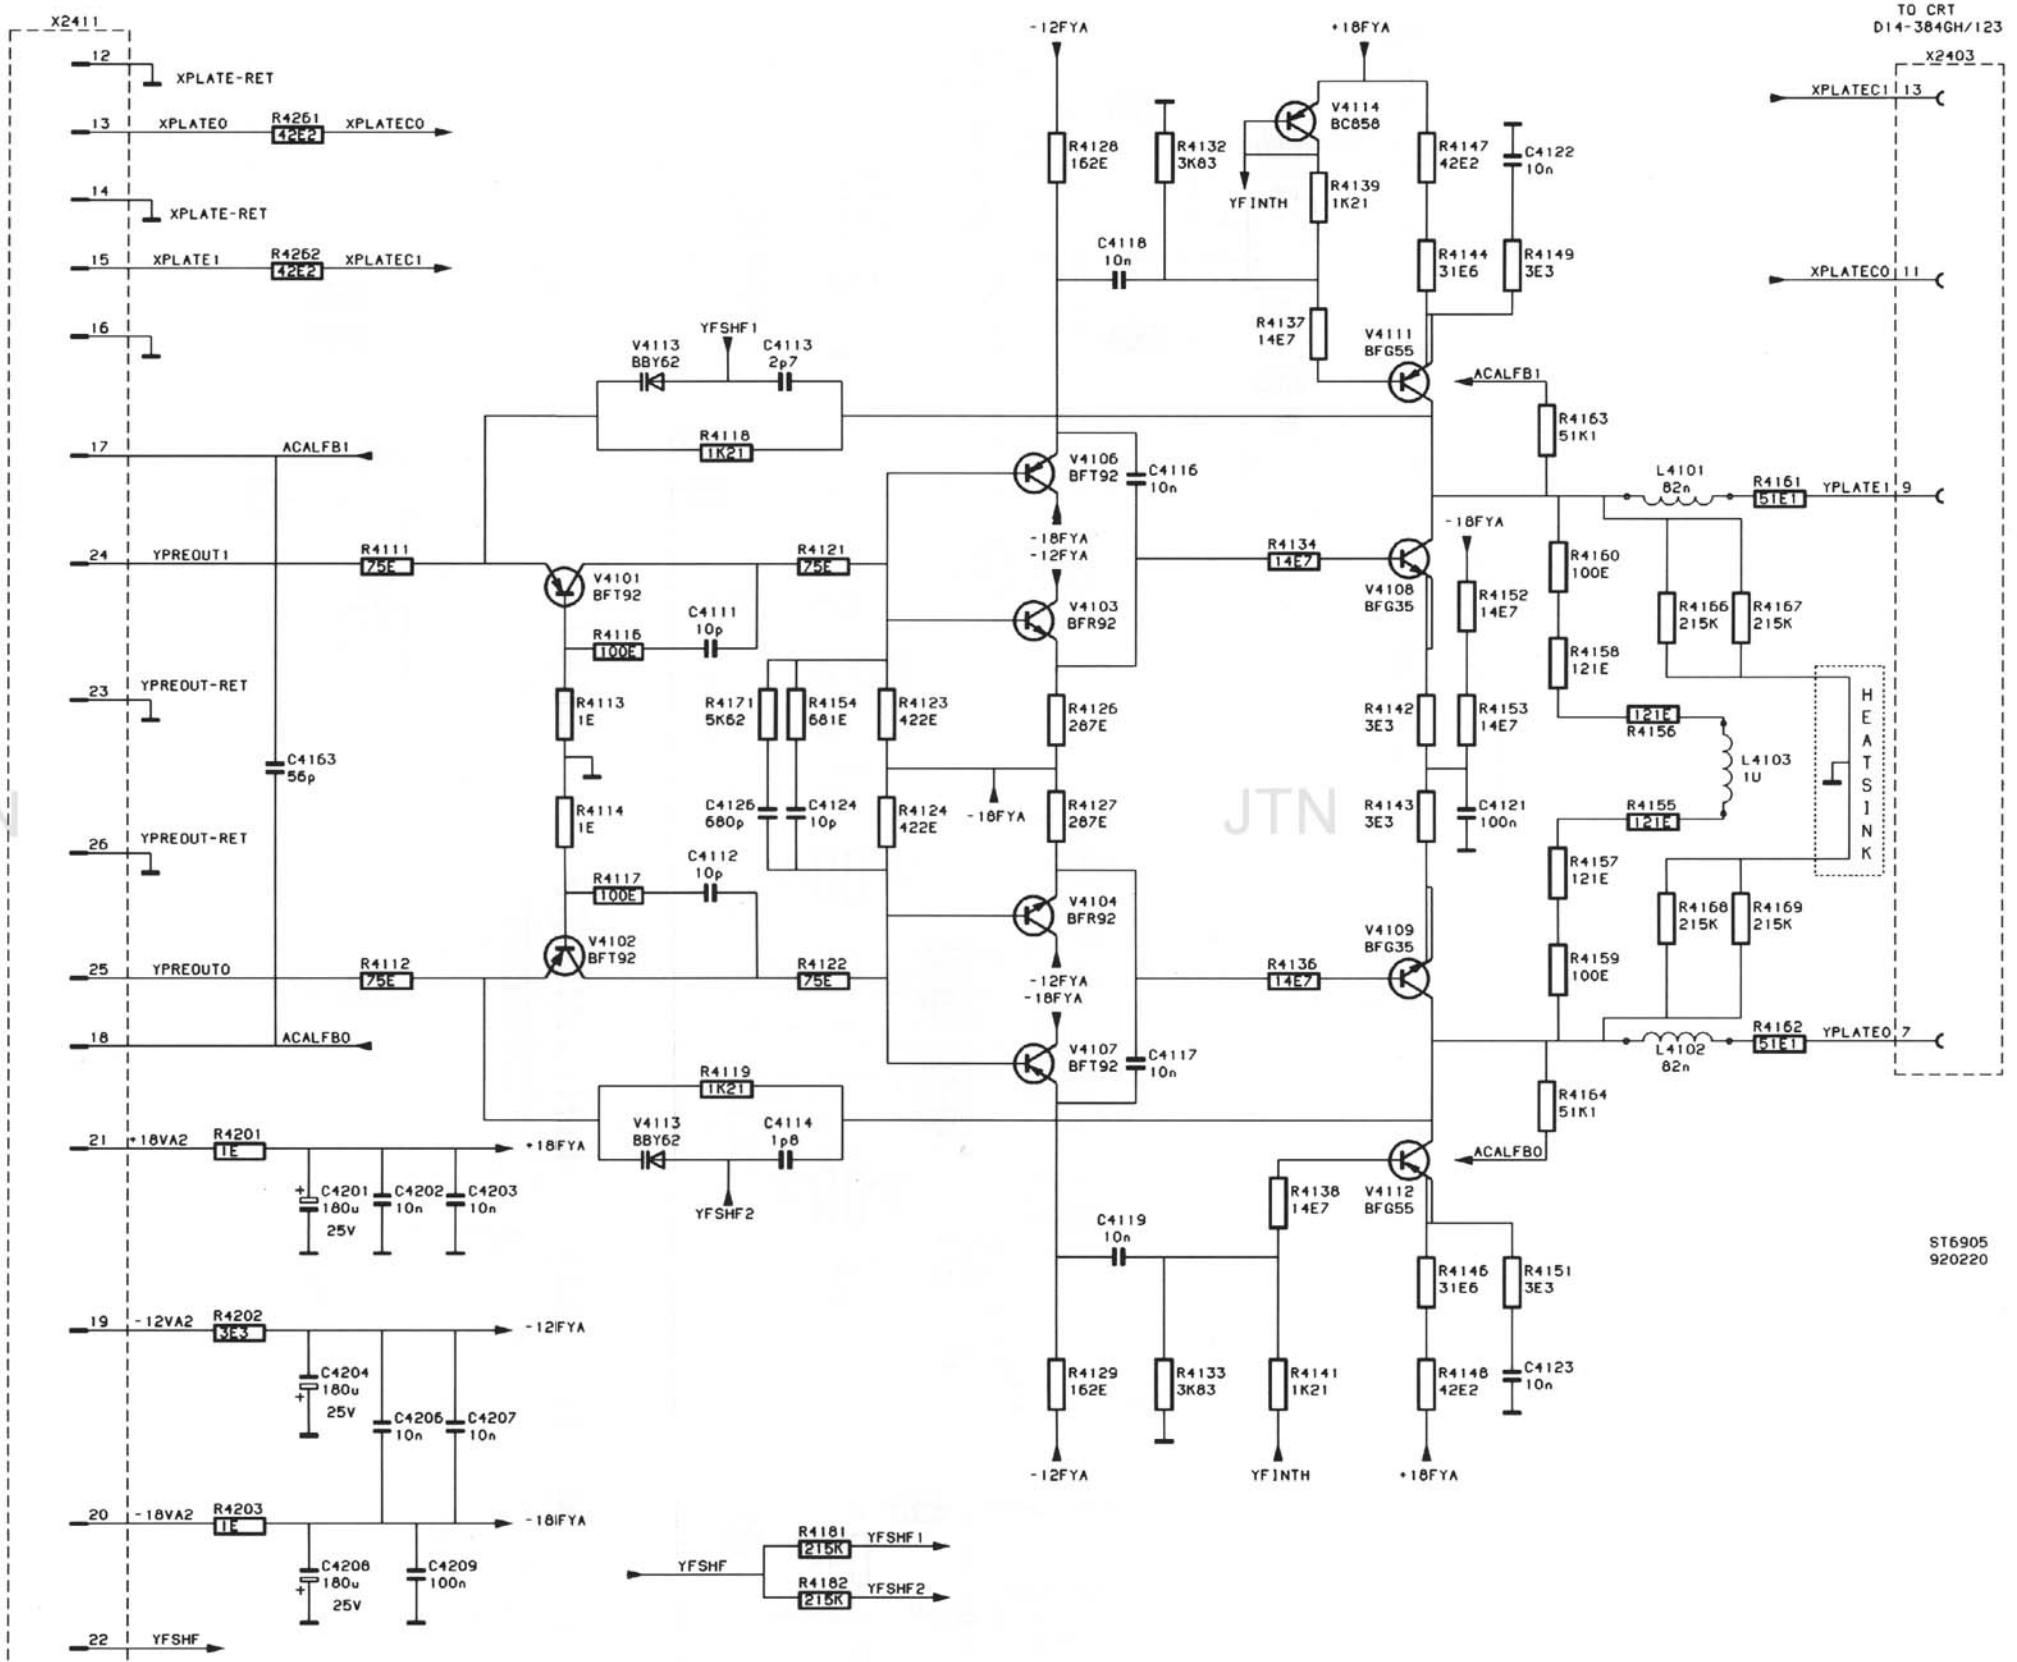 X2411
12
XPLATE-RET
13
XPLATE0
R4261
42E2
XPLATEC0
14
XPLATE-RET
15
XPLATE1
R4262
42E2
XPLATEC1
16
17
ACALFB1
24
YPREOUT1
R4111
75E
23
YPREOUT-RET
C4163
56p
26
YPREOUT-RET
25
YPREOUT0
R4112
75E
18
ACALFB0
21
+18VA2
R4201
1E
+18FYA
C4201
180u
25V
C4202
10n
C4203
10n
19
-12VA2
R4202
3E3
-12FYA
C4204
180u
25V
C4206
10n
C4207
10n
20
-18VA2
R4203
1E
-18FYA
C4208
180u
25V
C4209
100n
22
YFSHF
YFSHF1
V4113
BBY62
C4113
2p7
R4118
1K21
V4101
BFT92
R4116
100E
C4111
10p
R4121
75E
R4113
1E
R4114
1E
R4117
100E
C4112
10p
V4102
BFT92
R4122
75E
R4171
5K62
R4154
681E
R4123
422E
C4126
680p
C4124
10p
R4124
422E
-18FYA
R4119
1K21
V4113
BBY62
C4114
1p8
YFSHF2
YFSHF
R4181
215K
YFSHF1
R4182
215K
YFSHF2
-12FYA
R4128
162E
R4132
3K83
C4118
10n
+18FYA
V4114
BC858
YFINTH
R4139
1K21
R4137
14E7
R4147
42E2
R4144
31E6
C4122
10n
R4149
3E3
V4111
BFG55
ACALFB1
R4163
51K1
V4106
BFT92
C4116
10n
-18FYA
-12FYA
V4103
BFR92
R4126
287E
R4127
287E
V4104
BFR92
-12FYA
-18FYA
V4107
BFT92
C4117
10n
R4134
14E7
V4108
BFG35
-18FYA
R4152
14E7
R4142
3E3
R4153
14E7
R4143
3E3
C4121
100n
JTN
R4136
14E7
V4109
BFG35
ACALFB0
R4164
51K1
V4112
BFG55
R4138
14E7
C4119
10n
R4129
162E
R4133
3K83
R4141
1K21
R4146
31E6
R4151
3E3
R4148
42E2
C4123
10n
-12FYA
YFINTH
+18FYA
L4101
82n
R4161
51E1
YPLATE1
9
R4160
100E
R4158
121E
121E
R4156
R4166
215K
R4167
215K
L4103
1U
R4155
121E
R4157
121E
R4159
100E
R4168
215K
R4169
215K
HEATSINK
L4102
82n
R4162
51E1
YPLATE0
7
TO CRT
D14-384GH/123
X2403
XPLATEC1
13
XPLATEC0
11
ST6905
920220